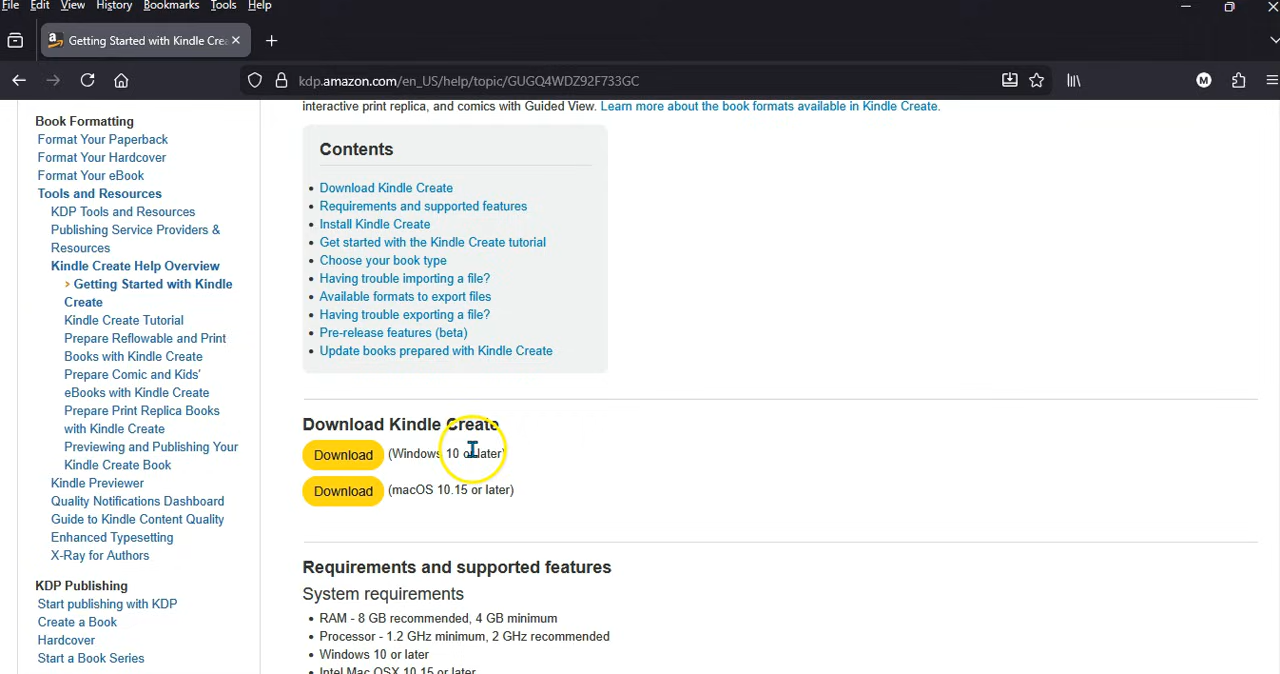 File Edit View History Bookmarks Tools Help
Getting Started with Kindle Cre
kdp.amazon.com/en_US/help/topic/GUGQ4WDZ92F733GC
M
interactive print replica, and comics with Guided View. Learn more about the book formats available in Kindle Create.
Book Formatting
Format Your Paperback
Format Your Hardcover
Format Your eBook
Tools and Resources
KDP Tools and Resources
Publishing Service Providers &
Resources
Kindle Create Help Overview
› Getting Started with Kindle
Create
Kindle Create Tutorial
Prepare Reflowable and Print
Books with Kindle Create
Prepare Comic and Kids'
eBooks with Kindle Create
Prepare Print Replica Books
with Kindle Create
Previewing and Publishing Your
Kindle Create Book
Kindle Previewer
Quality Notifications Dashboard
Guide to Kindle Content Quality
Enhanced Typesetting
X-Ray for Authors
KDP Publishing
Start publishing with KDP
Create a Book
Hardcover
Start a Book Series
Contents
• Download Kindle Create
• Requirements and supported features
• Install Kindle Create
• Get started with the Kindle Create tutorial
• Choose your book type
• Having trouble importing a file?
• Available formats to export files
• Having trouble exporting a file?
• Pre-release features (beta)
• Update books prepared with Kindle Create
Download Kindle Create
Download (Windows 10 or later)
Download (macOS 10.15 or later)
Requirements and supported features
System requirements
• RAM - 8 GB recommended, 4 GB minimum
• Processor - 1.2 GHz minimum, 2 GHz recommended
• Windows 10 or later
• Intel Mac OSX 10.15 or later